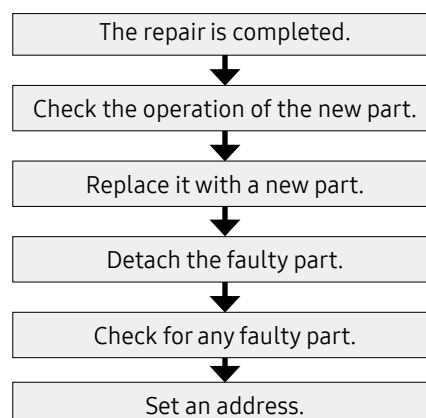 The repair is completed.
Check the operation of the new part.
Replace it with a new part.
Detach the faulty part.
Check for any faulty part.
Set an address.